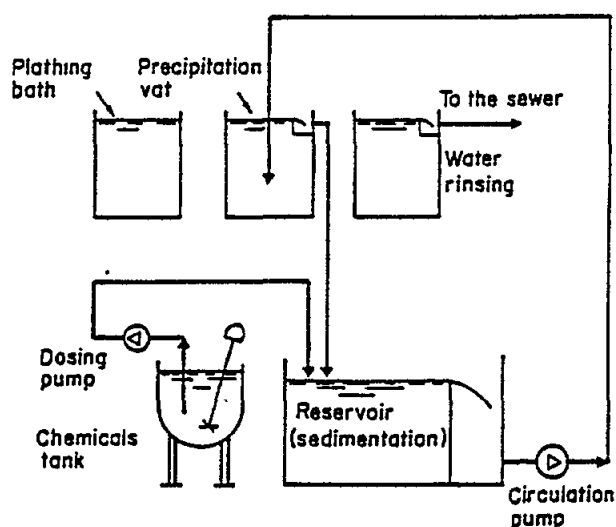 Plathing
bath
Precipitation
vat
To the sewer
Water
rinsing
Dosing
pump
Chemicals
tank
Reservoir
(sedimentation)
Circulation
pump